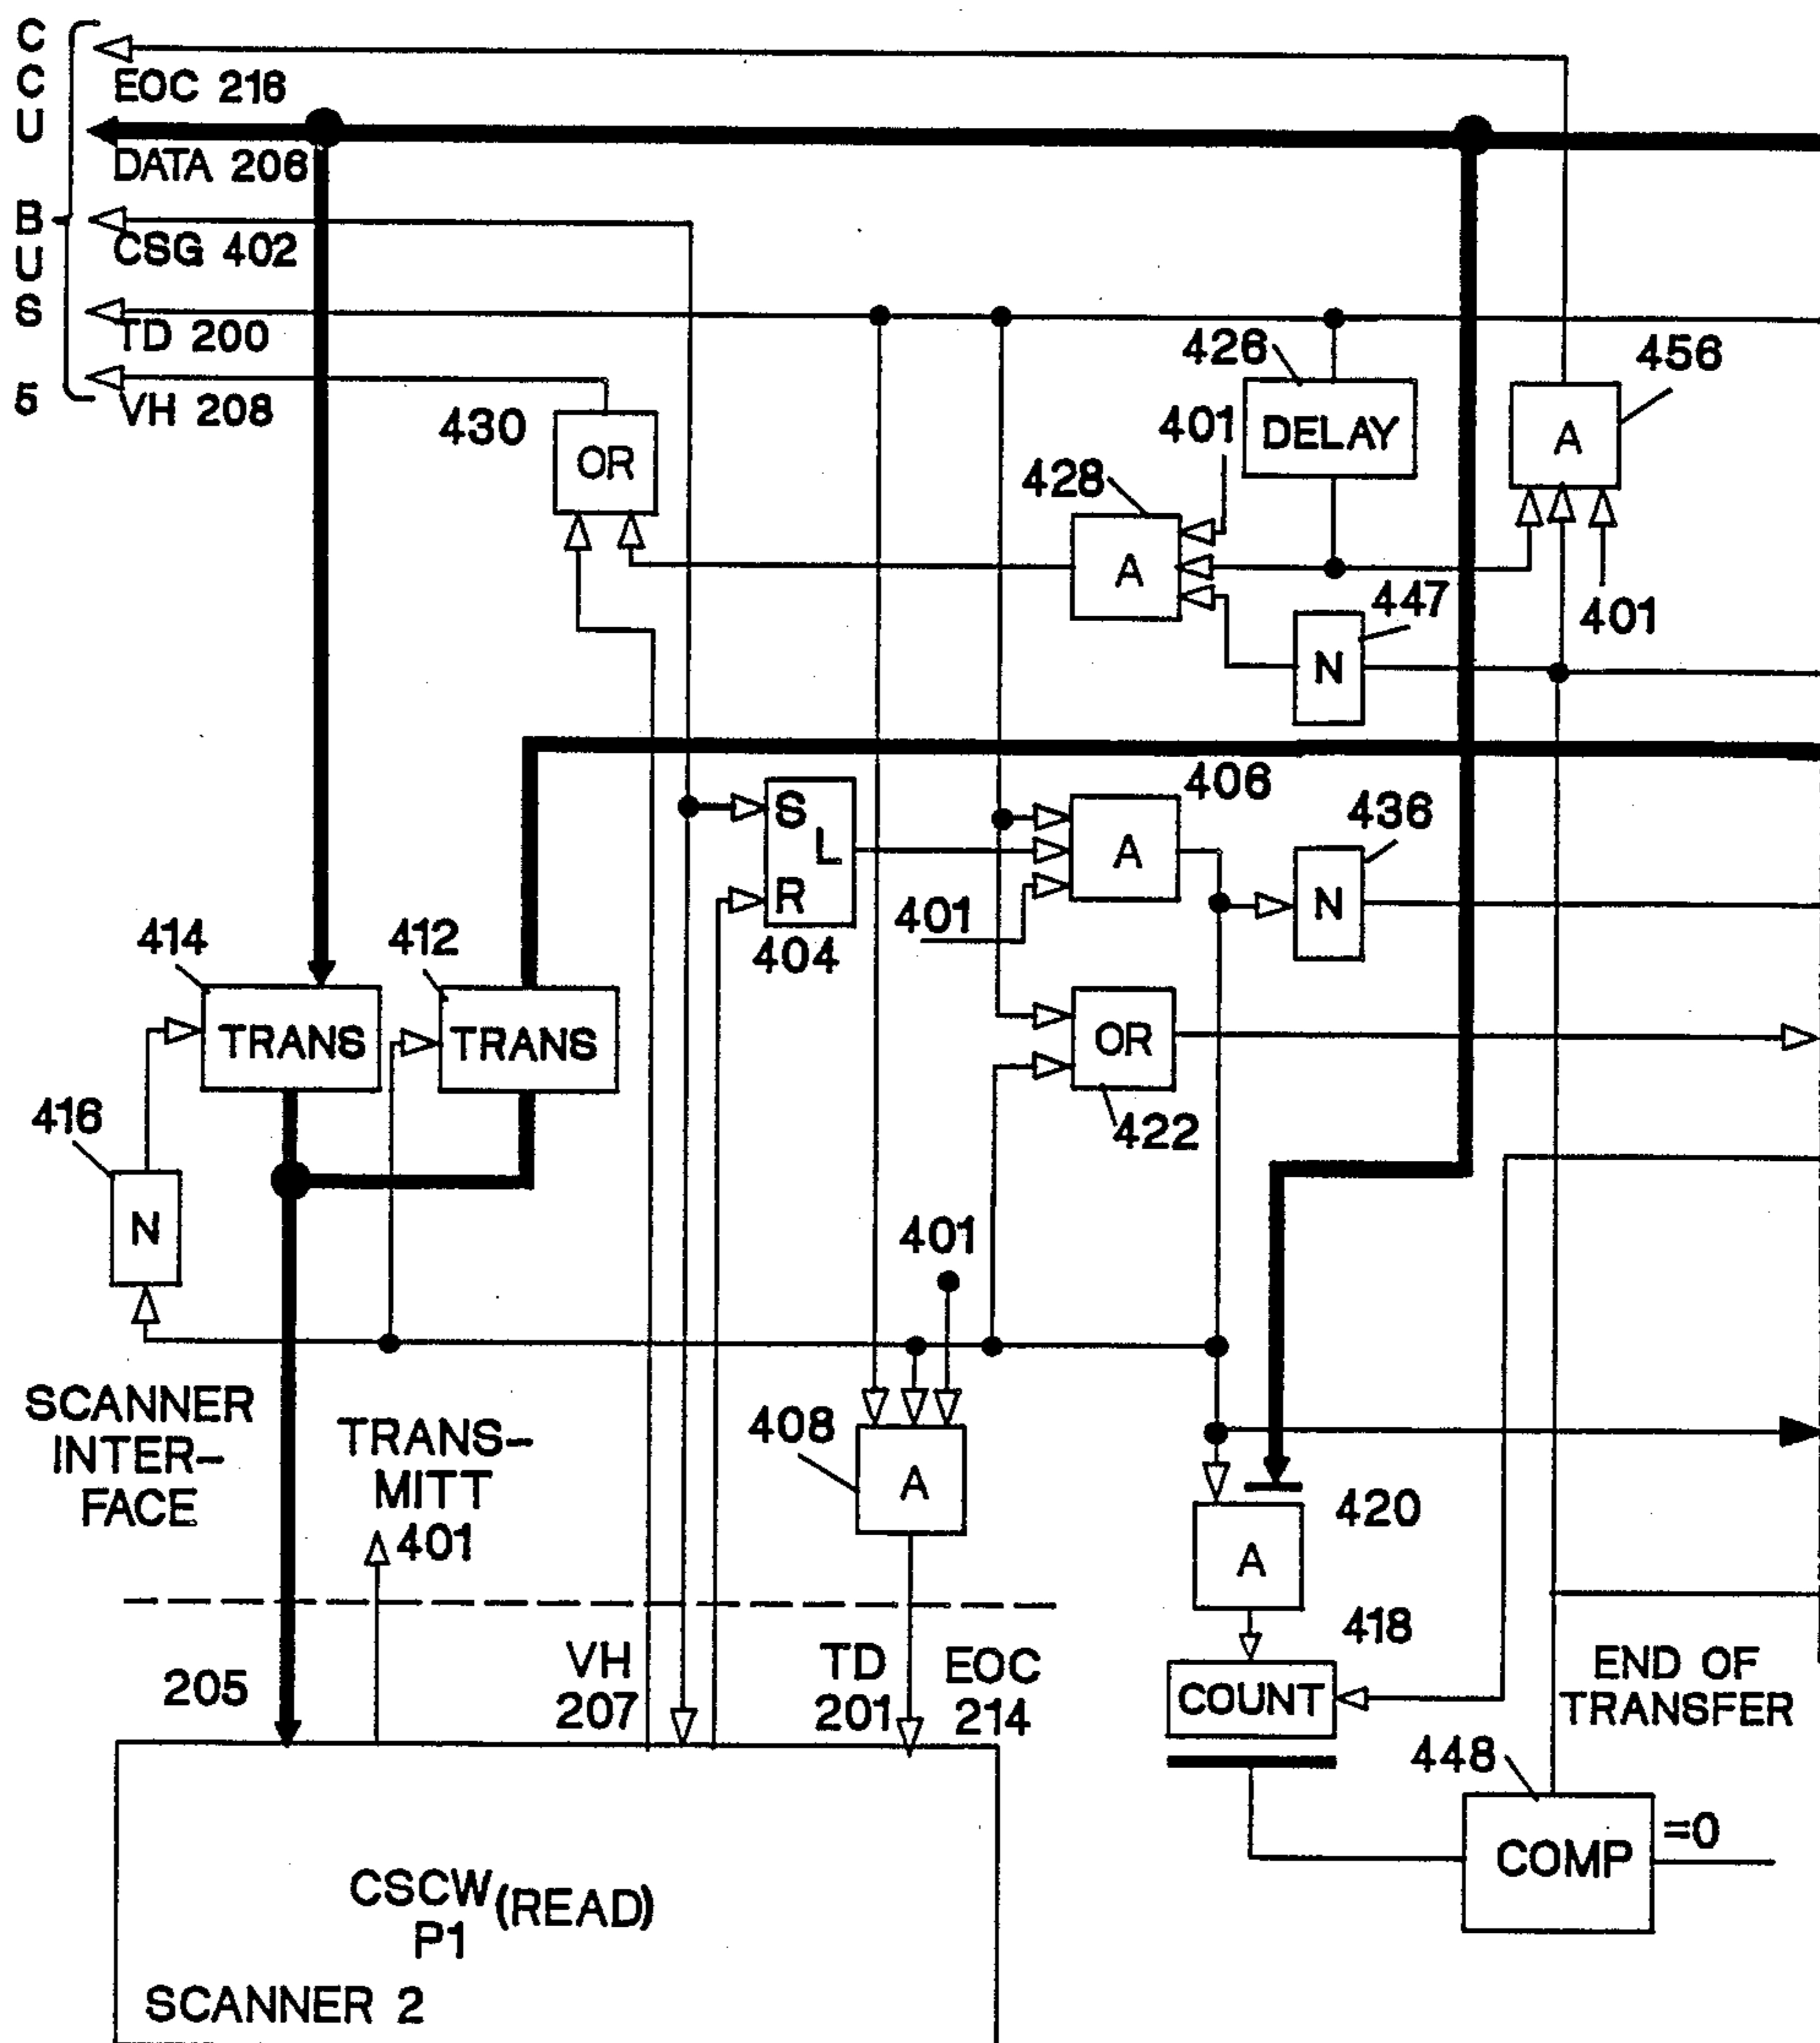 CCU BUS 5
EOC 216
DATA 206
CSG 402
TD 200
VH 208
430
OR
426
DELAY
456
A
401
428
A
447
N
401
S
L
R
404
406
A
401
436
N
414
TRANS
412
TRANS
OR
422
416
N
401
SCANNER
INTER-
FACE
TRANS-
MITT
401
408
A
420
A
418
COUNT
205
VH
207
TD
201
EOC
214
END OF
TRANSFER
448
COMP
=0
CSCW (READ)
P1
SCANNER 2